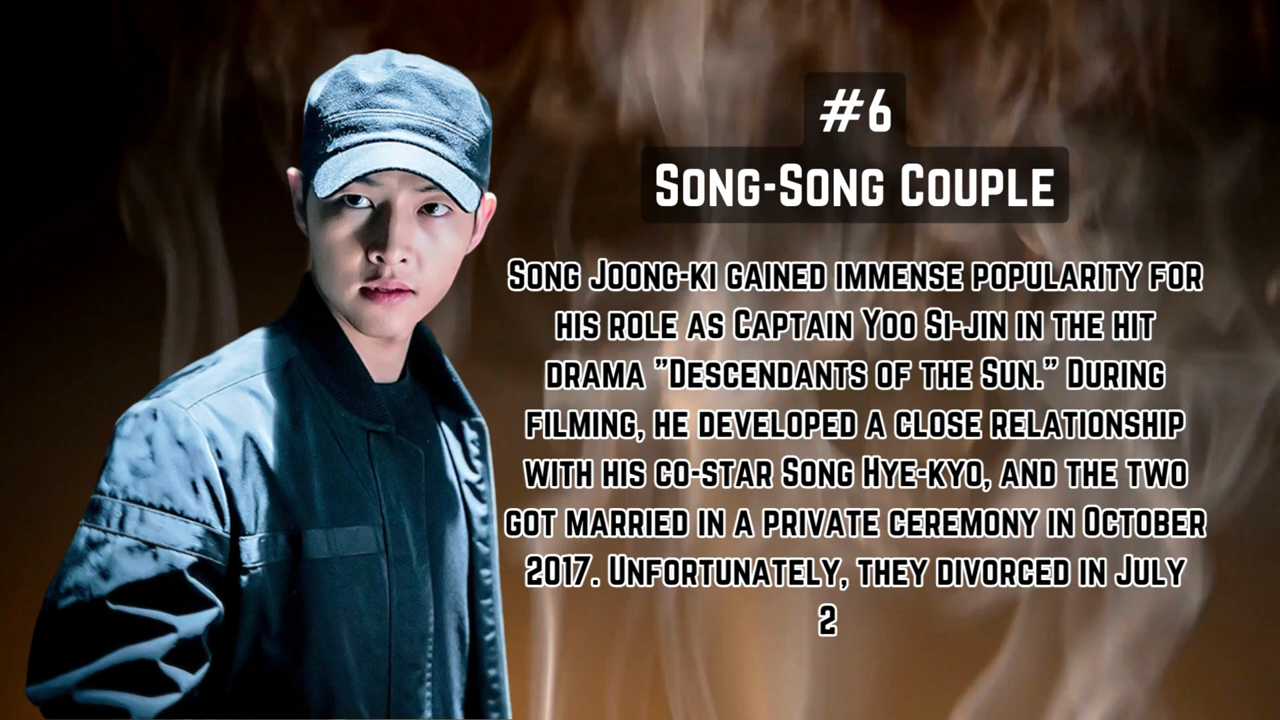 #6
Song-Song Couple
Song Joong-ki gained immense popularity for
his role as Captain Yoo Si-jin in the hit
drama "Descendants of the Sun." During
filming, he developed a close relationship
with his co-star Song Hye-kyo, and the two
got married in a private ceremony in October
2017. Unfortunately, they divorced in July
2